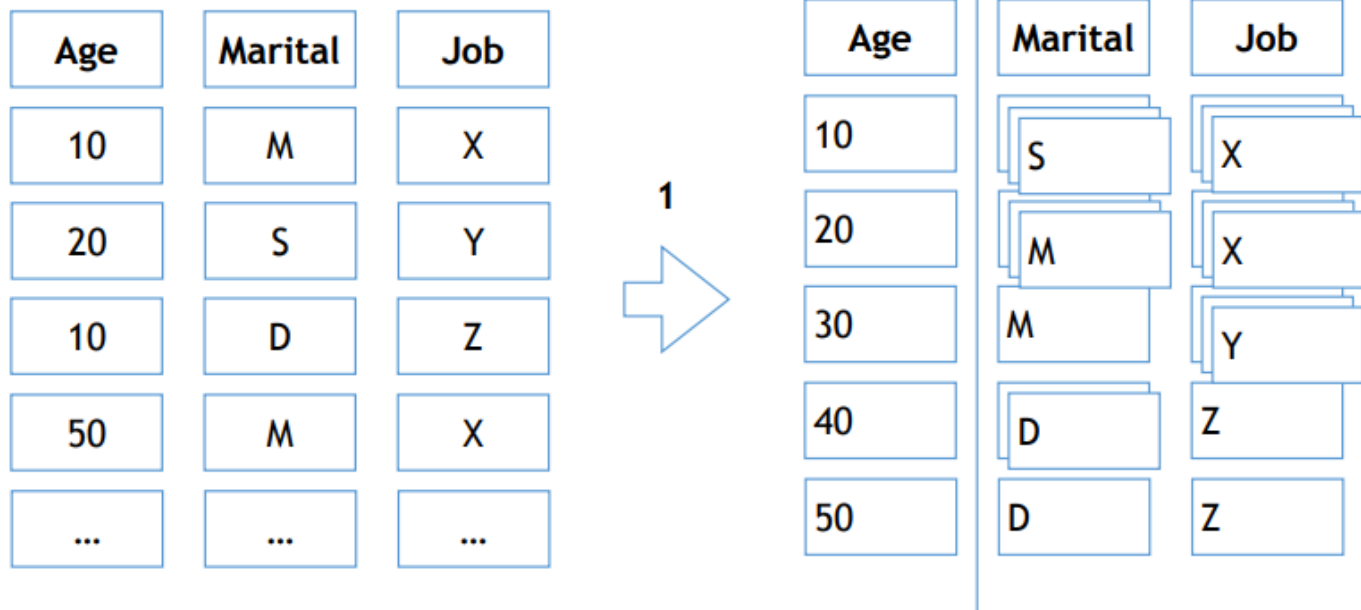 Age Marital Job
10 M X
20 S Y
10 D Z
50 M X
... ... ...
1
Age Marital Job
10 S X
20 M X
30 M Y
40 D Z
50 D Z